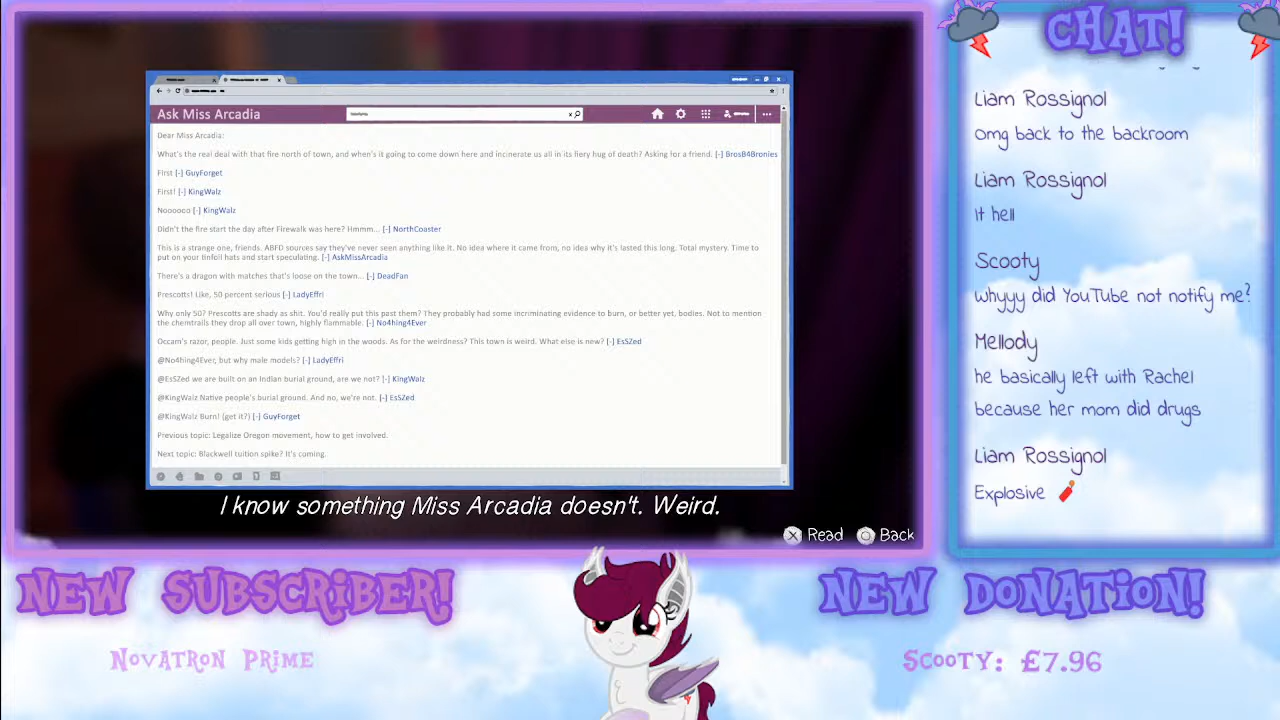 CHAT!
Ask Miss Arcadia
Dear Miss Arcadia:
What's the real deal with that fire north of town, and when's it going to come down here and incinerate us all in its fiery hug of death? Asking for a friend. [-] BrosB4Bronies
First [-] GuyForget
First! [-] KingWalz
Noooooo [-] KingWalz
Didn't the fire start the day after Firewalk was here? Hmmm... [-] NorthCoaster
This is a strange one, friends. ABFD sources say they've never seen anything like it. No idea where it came from, no idea why it's lasted this long. Total mystery. Time to
put on your tinfoil hats and start speculating. [-] AskMissArcadia
There's a dragon with matches that's loose on the town... [-] DeadFan
Prescotts! Like, 50 percent serious [-] LadyEffri
Why only 50? Prescotts are shady as shit. You'd really put this past them? They probably had some incriminating evidence to burn, or better yet, bodies. Not to mention
the chemtrails they drop all over town, highly flammable. [-] No4hing4Ever
Occam's razor, people. Just some kids getting high in the woods. As for the weirdness? This town is weird. What else is new? [-] EsSZed
@No4hing4Ever, but why male models? [-] LadyEffri
@EsSZed we are built on an Indian burial ground, are we not? [-] KingWalz
@KingWalz Native people's burial ground. And no, we're not. [-] EsSZed
@KingWalz Burn! (get it?) [-] GuyForget
Previous topic: Legalize Oregon movement, how to get involved.
Next topic: Blackwell tuition spike? It's coming.
I know something Miss Arcadia doesn't. Weird.
Read
Back
Liam Rossignol
omg back to the backroom
Liam Rossignol
It hell
Scooty
whyyy did YouTube not notify me?
Mellody
he basically left with Rachel
because her mom did drugs
Liam Rossignol
Explosive
NEW SUBSCRIBER!
Novatron Prime
NEW DONATION!
Scooty: £7.96